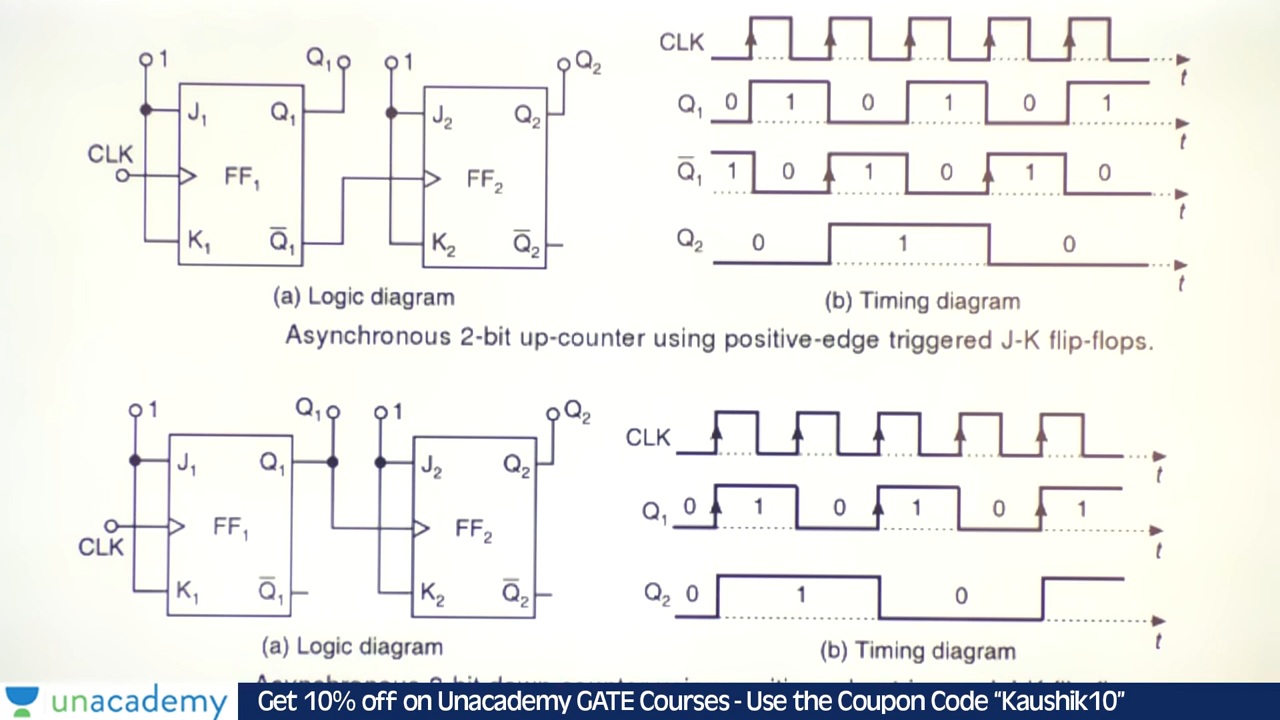 1 Q₁ 1 Q₂
J₁ Q₁ J₂ Q₂
CLK
FF₁ FF₂
K₁ Q̅₁ K₂ Q̅₂
(a) Logic diagram
CLK t
Q₁ 0 1 0 1 0 1 t
Q̅₁ 1 0 1 0 1 0 t
Q₂ 0 1 0 t
(b) Timing diagram
Asynchronous 2-bit up-counter using positive-edge triggered J-K flip-flops.
1 Q₁ 1 Q₂
J₁ Q₁ J₂ Q₂
FF₁ FF₂
CLK
K₁ Q̅₁ K₂ Q̅₂
(a) Logic diagram
CLK t
Q₁ 0 1 0 1 0 1 t
Q₂ 0 1 0 t
(b) Timing diagram
unacademy
Get 10% off on Unacademy GATE Courses - Use the Coupon Code “Kaushik10”